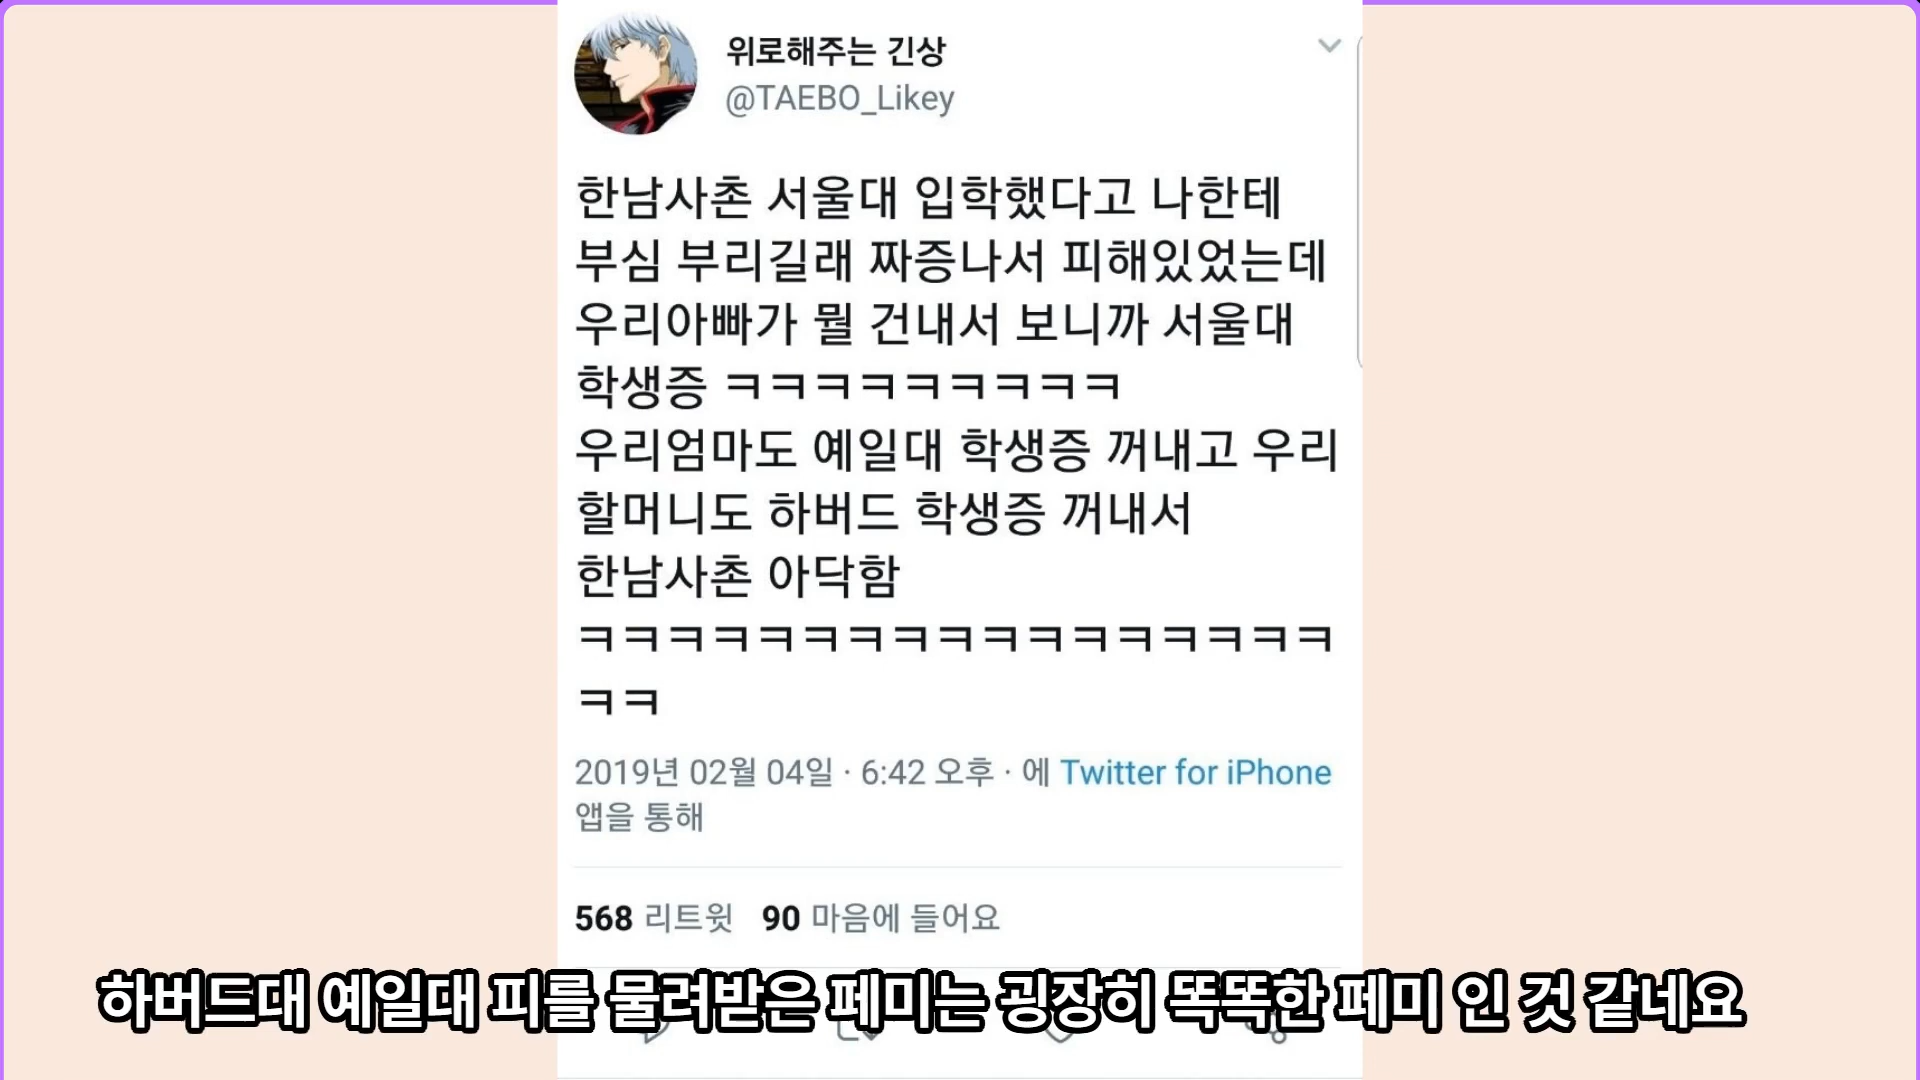 위로해주는 긴상
@TAEBO_Likey
한남사촌 서울대 입학했다고 나한테
부심 부리길래 짜증나서 피해있었는데
우리아빠가 뭘 건내서 보니까 서울대
학생증 ㅋㅋㅋㅋㅋㅋㅋㅋㅋ
우리엄마도 예일대 학생증 꺼내고 우리
할머니도 하버드 학생증 꺼내서
한남사촌 아닥함
ㅋㅋㅋㅋㅋㅋㅋㅋㅋㅋㅋㅋㅋㅋㅋㅋㅋ
ㅋㅋ
2019년 02월 04일 · 6:42 오후 · 에 Twitter for iPhone
앱을 통해
568 리트윗 90 마음에 들어요
하버드대 예일대 피를 물려받은 페미는 굉장히 똑똑한 페미 인 것 같네요